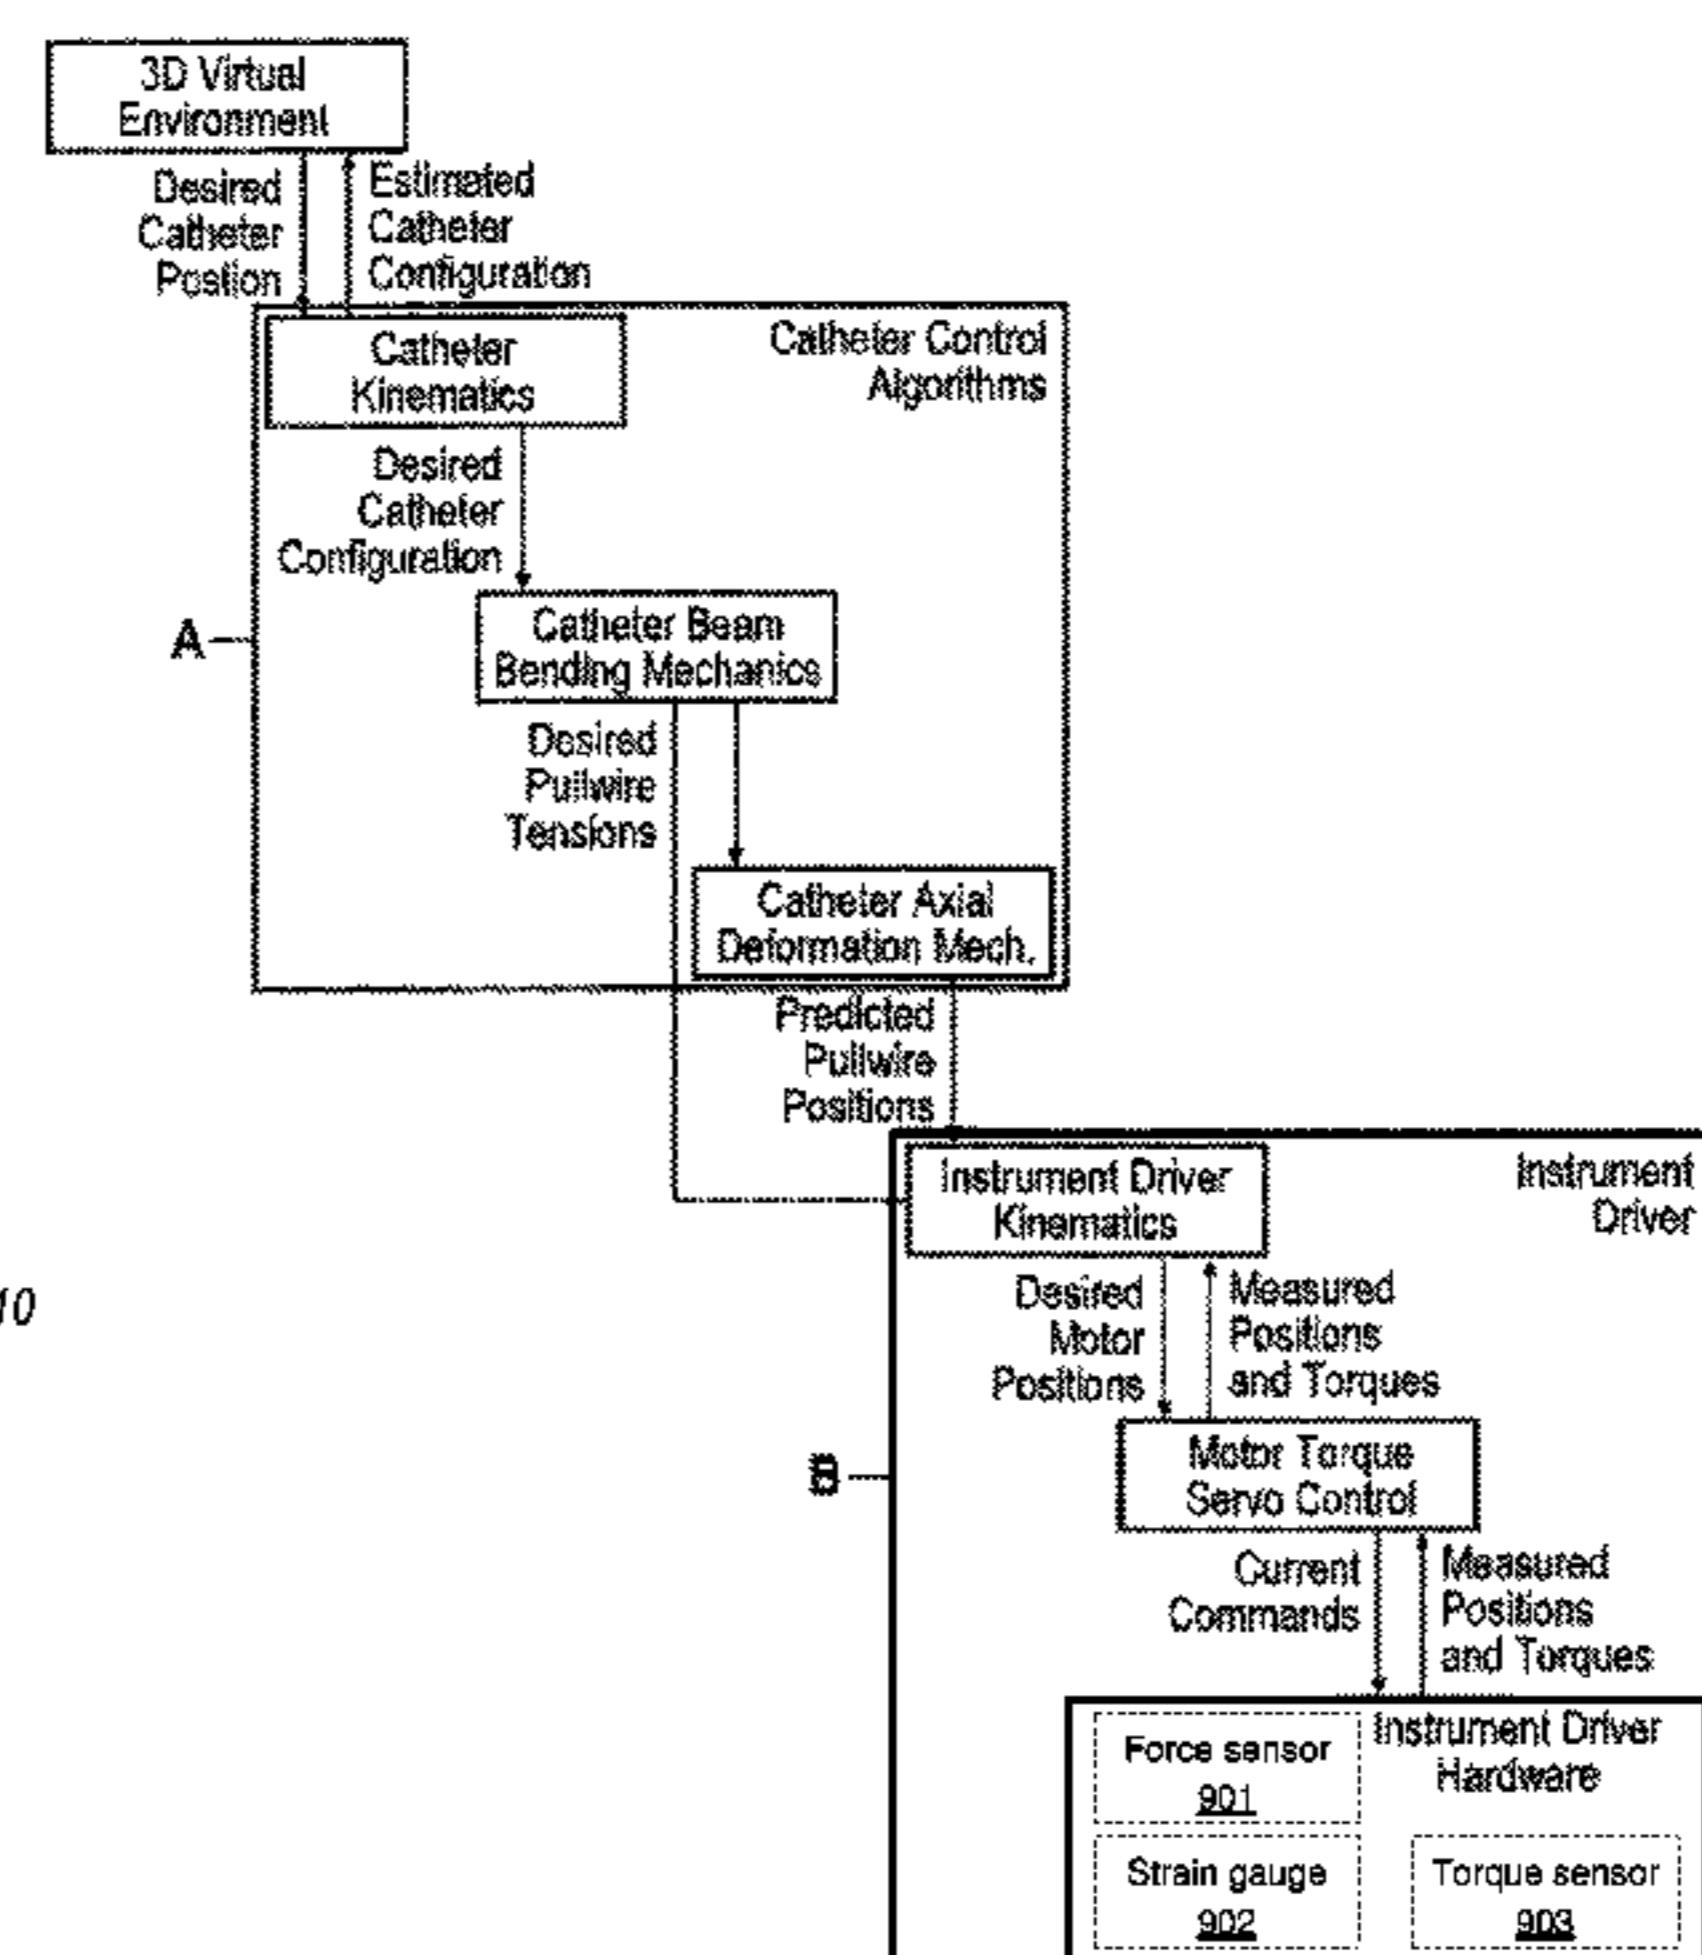 3D Virtual
Environment
Desired
Catheter
Postion
Estimated
Catheter
Configuration
Catheter
Kinematics
Catheter Control
Algorithms
Desired
Catheter
Configuration
A
Catheter Beam
Bending Mechanics
Desired
Pullwire
Tensions
Catheter Axial
Deformation Mech.
Predicted
Pullwire
Positions
Instrument Driver
Kinematics
Instrument
Driver
10
Desired
Motor
Positions
Measured
Positions
and Torques
B
Motor Torque
Servo Control
Current
Commands
Measured
Positions
and Torques
Instrument Driver
Hardware
Force sensor
901
Strain gauge
902
Torque sensor
903